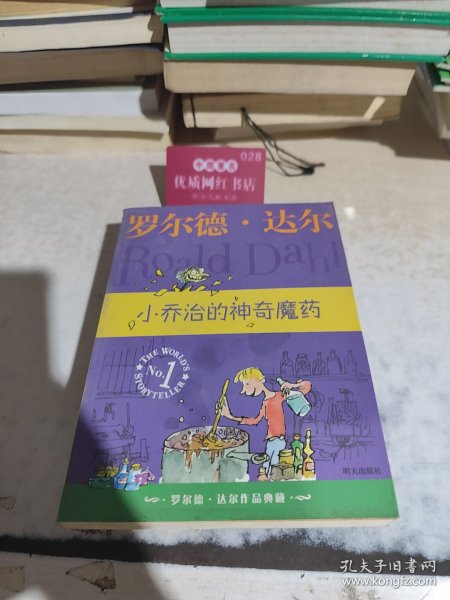 028
优质网红书店
罗尔德·达尔
Roald Dahl
小乔治的神奇魔药
THE WORLD'S
No.1
STORYTELLER
明天出版社
罗尔德·达尔作品典藏
孔夫子旧书网
www.kongfz.com